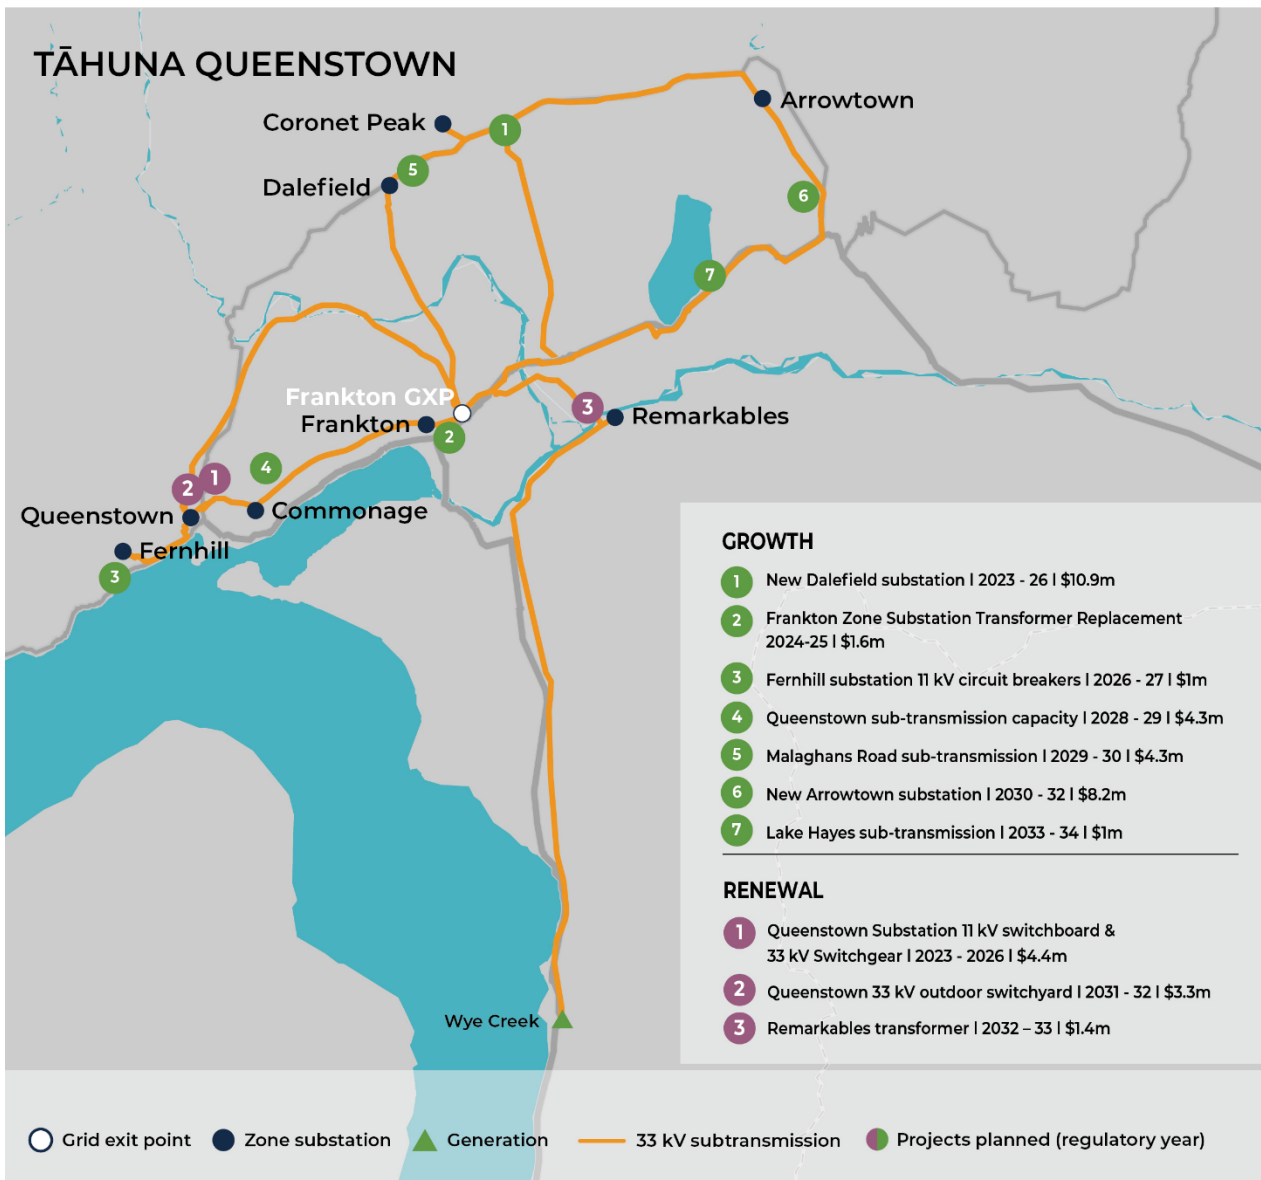 TĀHUNA QUEENSTOWN
Arrowtown
Coronet Peak
1
5
Dalefield
6
7
Frankton GXP
3
Remarkables
Frankton
2
4
1
2
Queenstown
Commonage
Fernhill
3
Wye Creek
GROWTH
1 New Dalefield substation | 2023 - 26 | $10.9m
2 Frankton Zone Substation Transformer Replacement
2024-25 | $1.6m
3 Fernhill substation 11 kV circuit breakers | 2026 - 27 | $1m
4 Queenstown sub-transmission capacity | 2028 - 29 | $4.3m
5 Malaghans Road sub-transmission | 2029 - 30 | $4.3m
6 New Arrowtown substation | 2030 - 32 | $8.2m
7 Lake Hayes sub-transmission | 2033 - 34 | $1m
RENEWAL
1 Queenstown Substation 11 kV switchboard &
33 kV Switchgear | 2023 - 2026 | $4.4m
2 Queenstown 33 kV outdoor switchyard | 2031 - 32 | $3.3m
3 Remarkables transformer | 2032 – 33 | $1.4m
Grid exit point Zone substation Generation 33 kV subtransmission Projects planned (regulatory year)